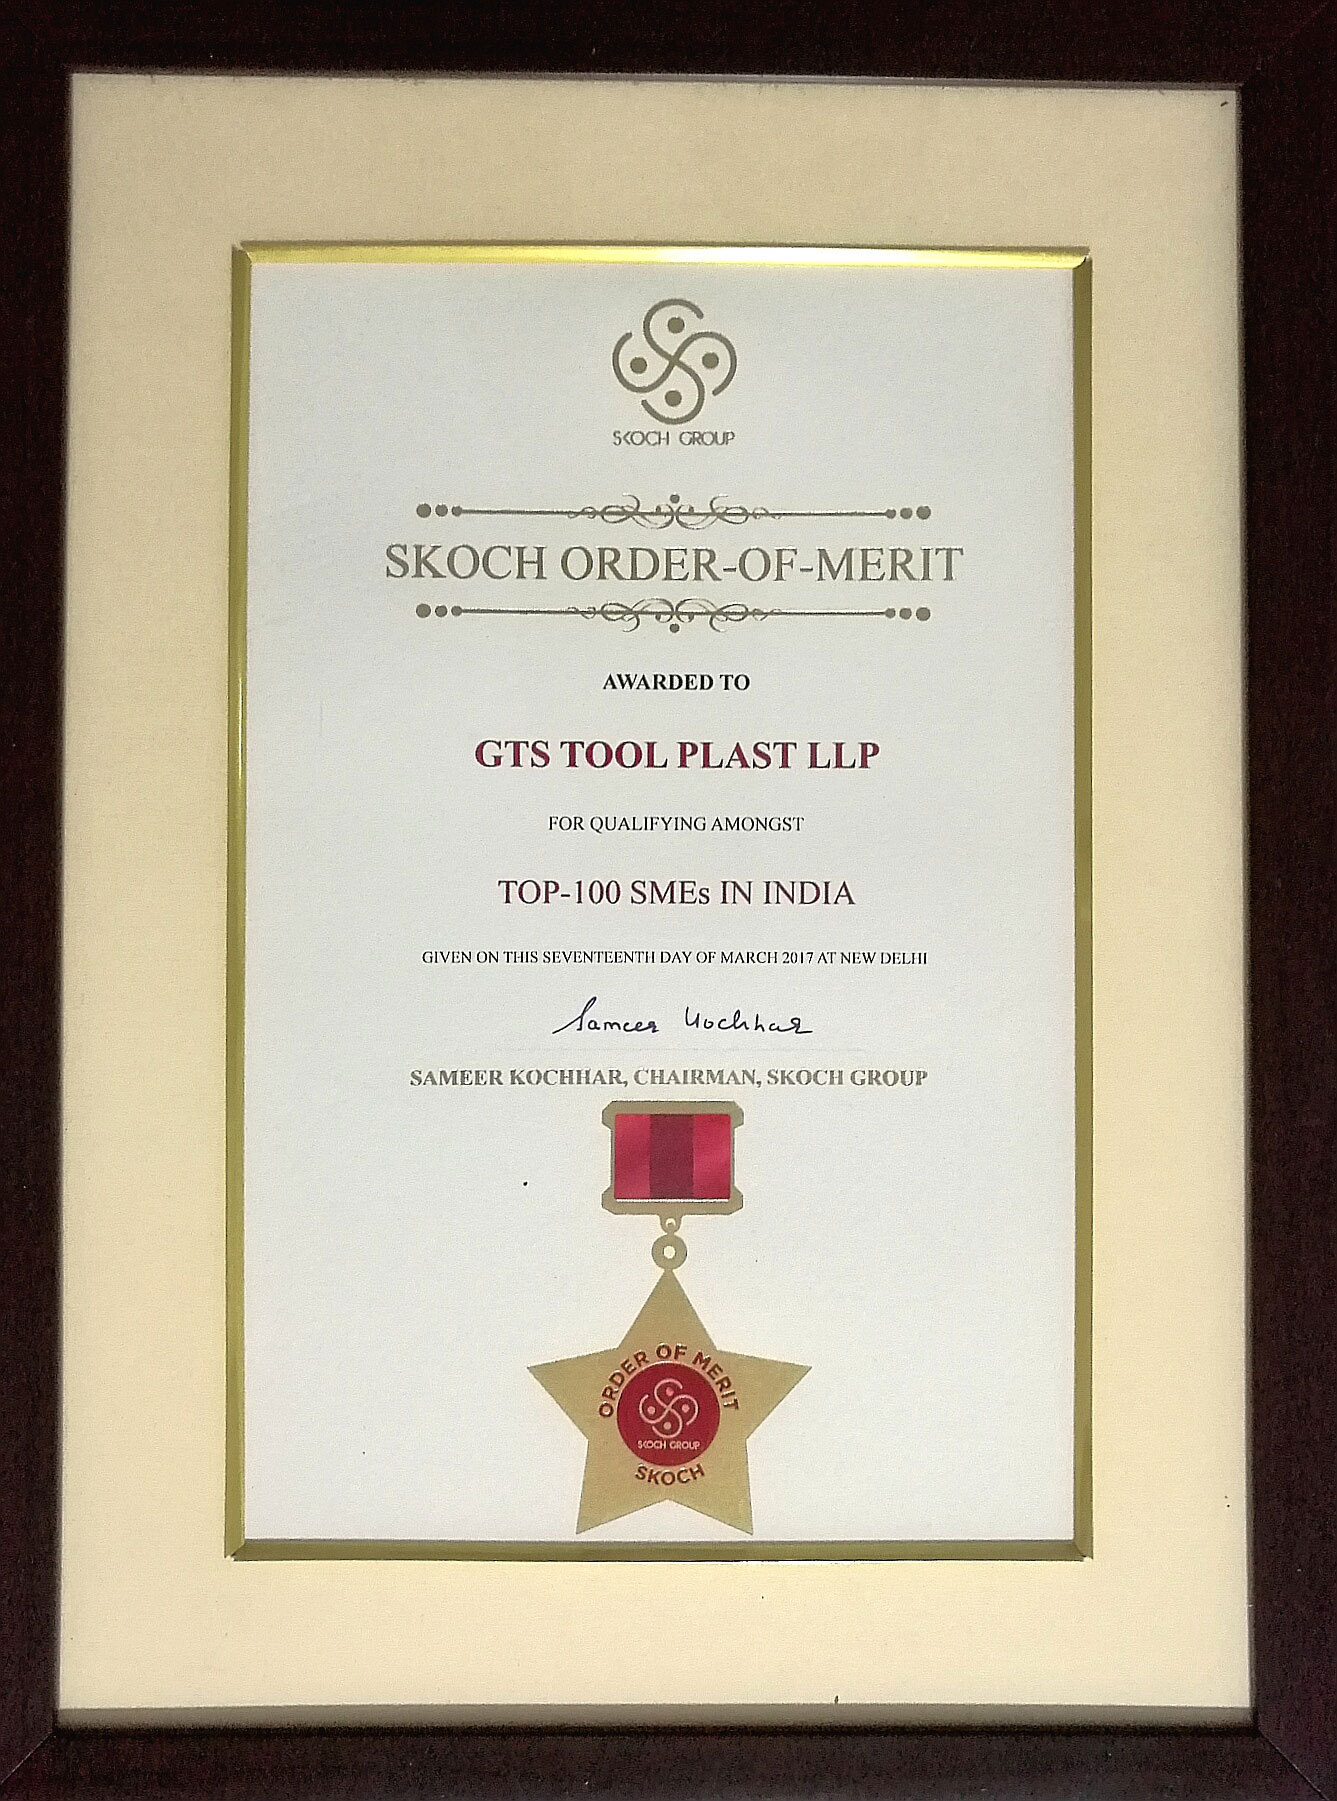 SKOCH GROUP
SKOCH ORDER-OF-MERIT
AWARDED TO
GTS TOOL PLAST LLP
FOR QUALIFYING AMONGST
TOP-100 SMEs IN INDIA
GIVEN ON THIS SEVENTEENTH DAY OF MARCH 2017 AT NEW DELHI
Sameer Kochhar
SAMEER KOCHHAR, CHAIRMAN, SKOCH GROUP
ORDER OF MERIT
SKOCH GROUP
SKOCH